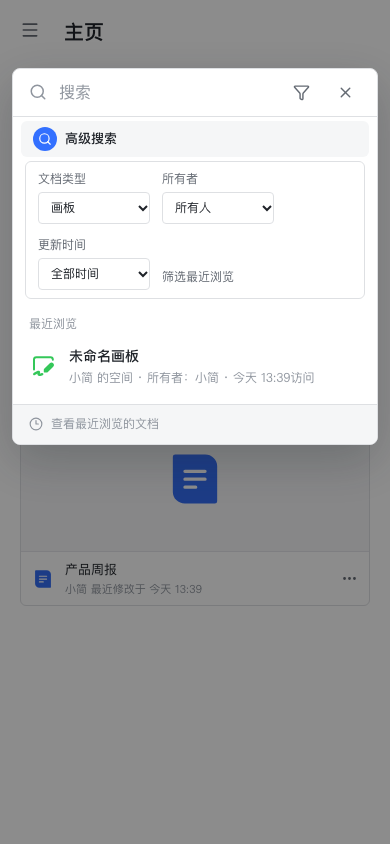 主页
搜索
高级搜索
文档类型
所有者
画板
所有人
更新时间
全部时间
筛选最近浏览
最近浏览
未命名画板
小简 的空间 · 所有者：小简 · 今天 13:39访问
查看最近浏览的文档
产品周报
小简 最近修改于 今天 13:39